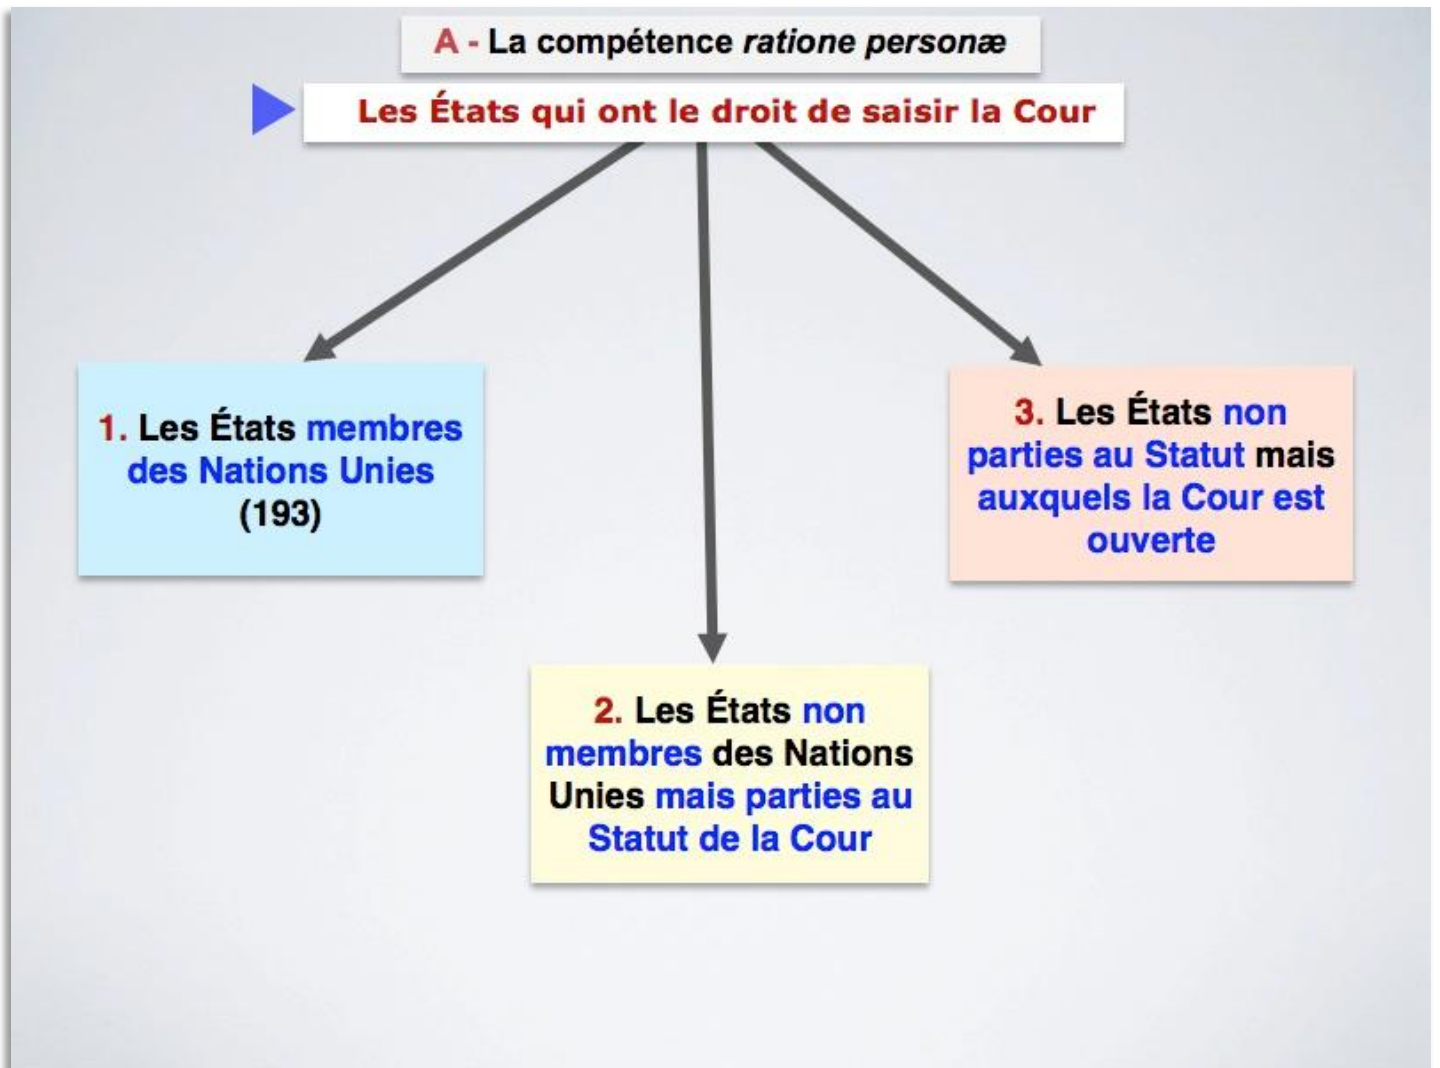 A - La compétence ratione personæ
Les États qui ont le droit de saisir la Cour
1. Les États membres
des Nations Unies
(193)
3. Les États non
parties au Statut mais
auxquels la Cour est
ouverte
2. Les États non
membres des Nations
Unies mais parties au
Statut de la Cour